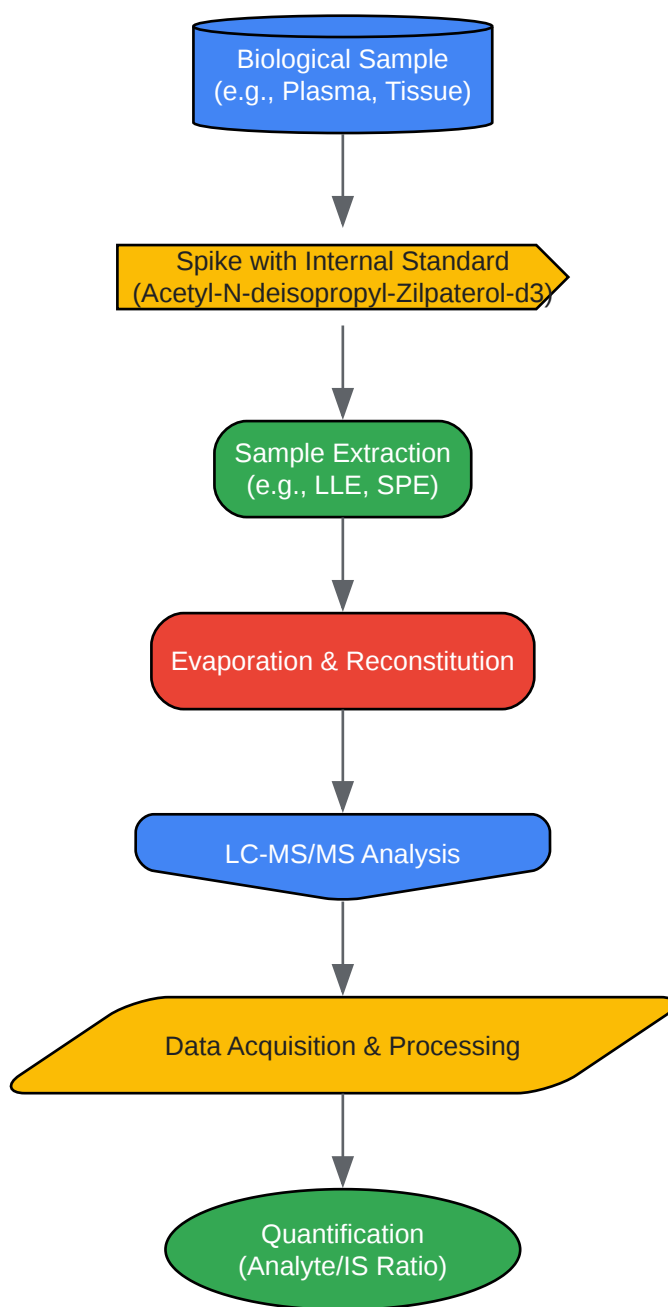 Biological Sample
(e.g., Plasma, Tissue)
Spike with Internal Standard
(Acetyl-N-deisopropyl-Zilpaterol-d3)
Sample Extraction
(e.g., LLE, SPE)
Evaporation & Reconstitution
LC-MS/MS Analysis
Data Acquisition & Processing
Quantification
(Analyte/IS Ratio)